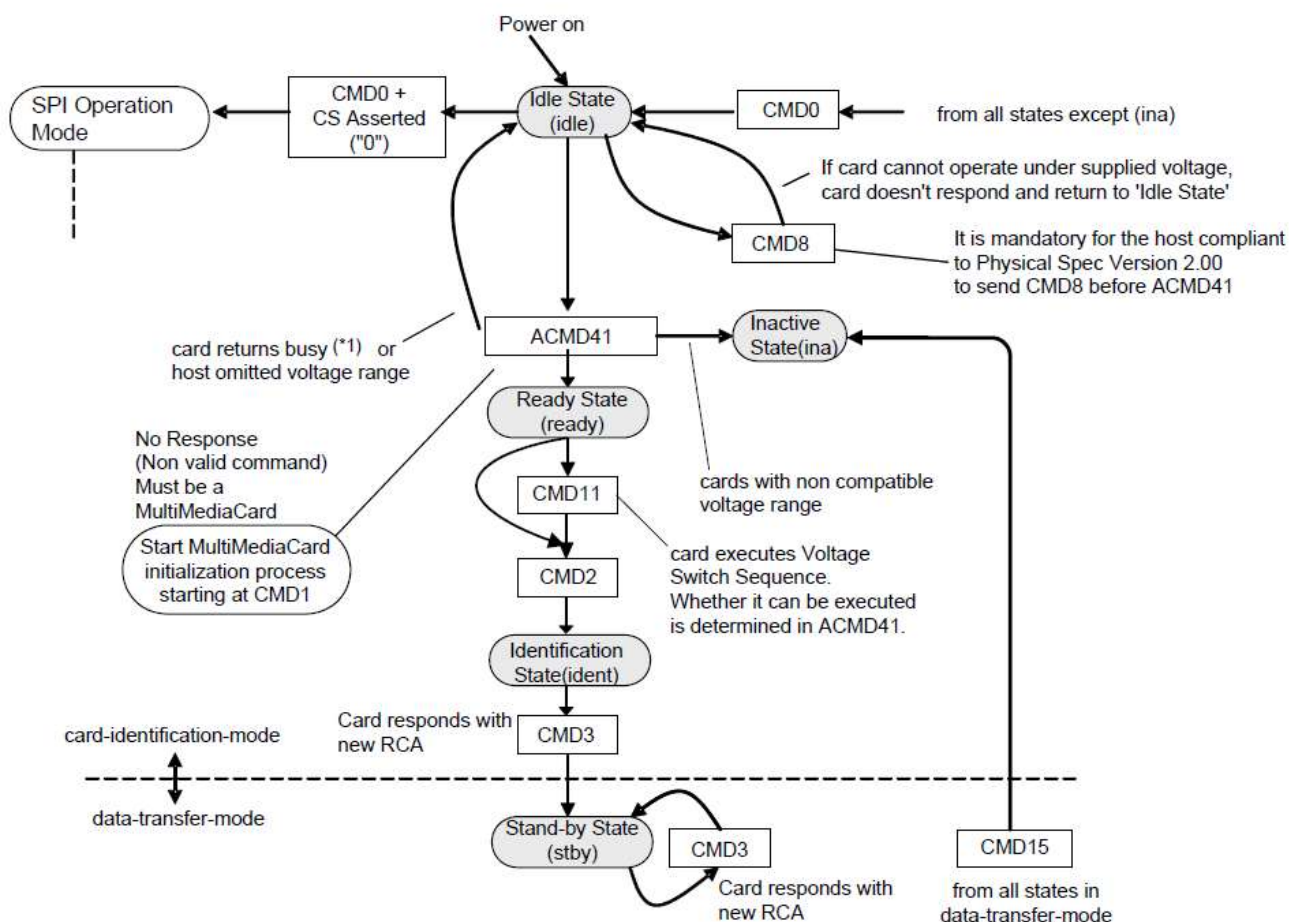 Power on
SPI Operation
Mode
CMD0 +
CS Asserted
("0")
Idle State
(idle)
CMD0
from all states except (ina)
If card cannot operate under supplied voltage,
card doesn't respond and return to 'Idle State'
CMD8
It is mandatory for the host compliant
to Physical Spec Version 2.00
to send CMD8 before ACMD41
card returns busy (*1) or
host omitted voltage range
ACMD41
Inactive
State(ina)
Ready State
(ready)
No Response
(Non valid command)
Must be a
MultiMediaCard
Start MultiMediaCard
initialization process
starting at CMD1
cards with non compatible
voltage range
CMD11
card executes Voltage
Switch Sequence.
Whether it can be executed
is determined in ACMD41.
CMD2
Identification
State(ident)
Card responds with
new RCA
CMD3
card-identification-mode
data-transfer-mode
Stand-by State
(stby)
CMD3
Card responds with
new RCA
CMD15
from all states in
data-transfer-mode